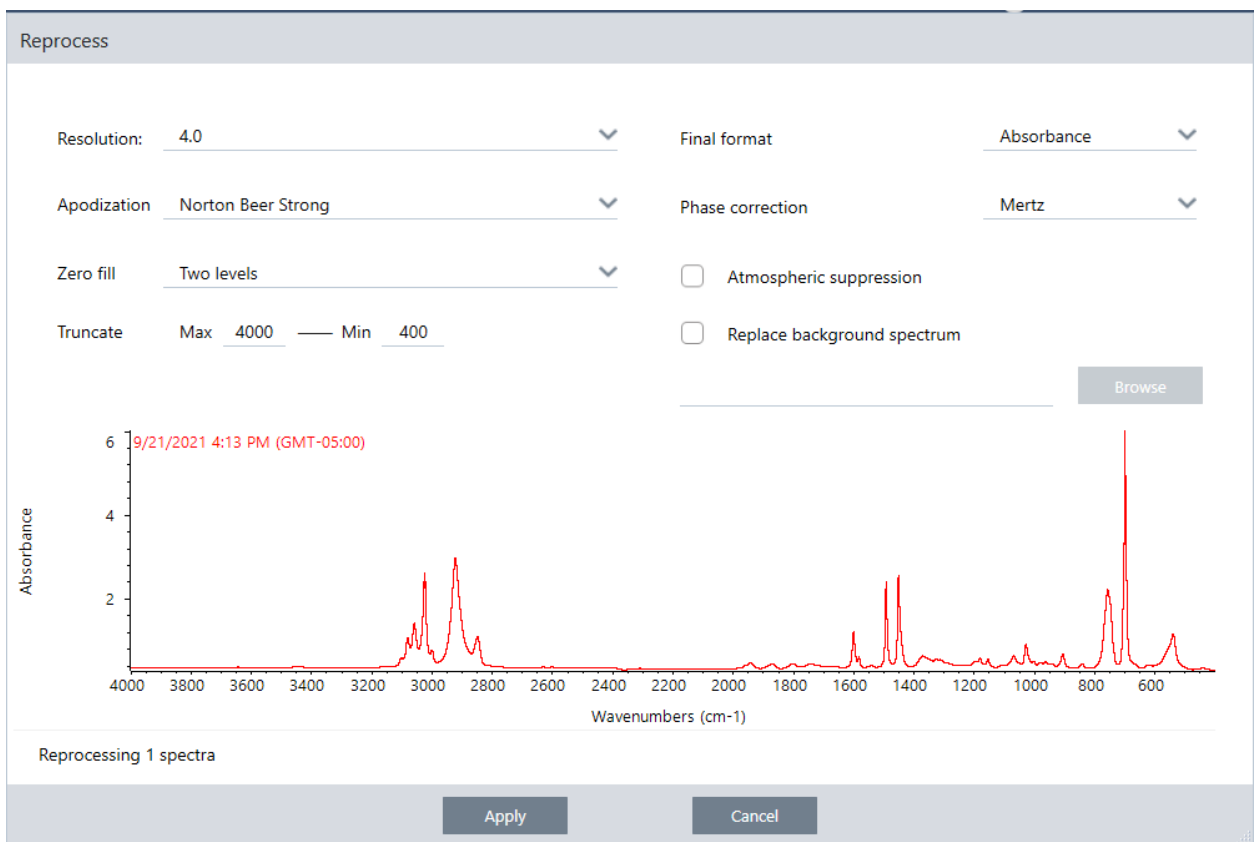 Reprocess
Resolution: 4.0
Final format Absorbance
Apodization Norton Beer Strong
Phase correction Mertz
Zero fill Two levels
Atmospheric suppression
Truncate Max 4000 Min 400
Replace background spectrum
Browse
9/21/2021 4:13 PM (GMT-05:00)
6
4
2
Absorbance
4000 3800 3600 3400 3200 3000 2800 2600 2400 2200 2000 1800 1600 1400 1200 1000 800 600
Wavenumbers (cm-1)
Reprocessing 1 spectra
Apply Cancel